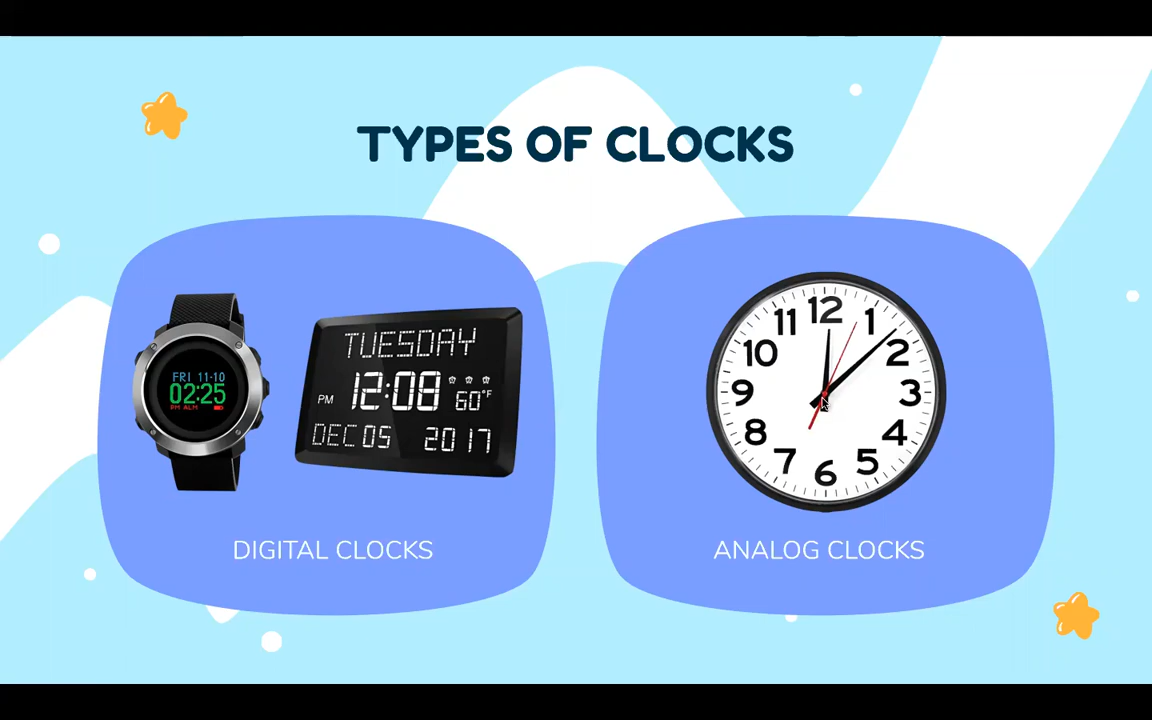 TYPES OF CLOCKS
FRI 11-10
02:25
PM ALM
TUESDAY
PM 12:08 60°F
DEC 05 2017
DIGITAL CLOCKS
12
1
2
3
4
5
6
7
8
9
10
11
ANALOG CLOCKS